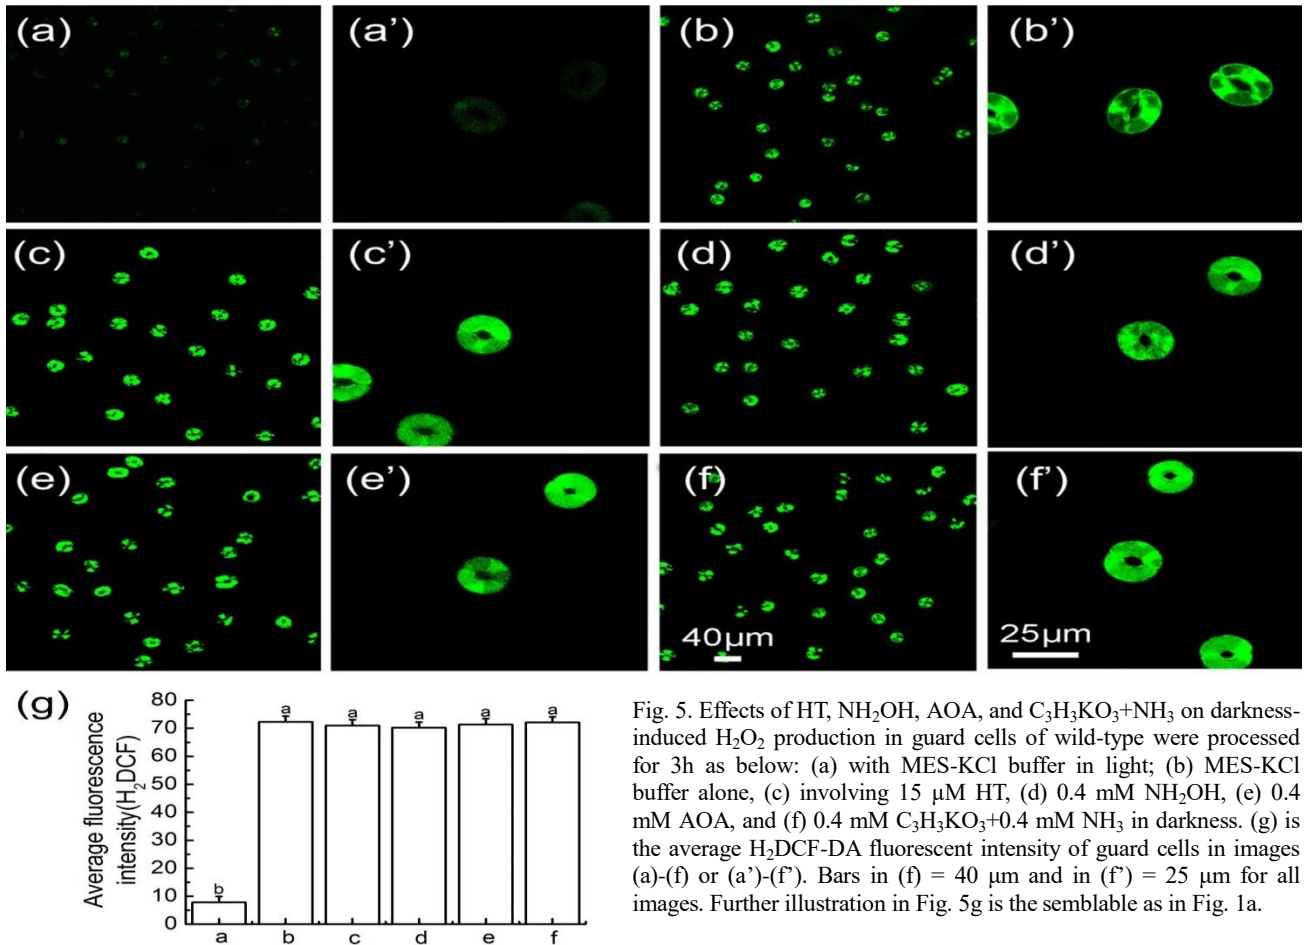 (a) (a') (b) (b')
(c) (c') (d) (d')
(e) (e') (f) (f')
40μm 25μm
(g)
Average fluorescence
intensity(H₂DCF)
80
70
60
50
40
30
20
10
0
b a a a a a
a b c d e f
Fig. 5. Effects of HT, NH₂OH, AOA, and C₃H₃KO₃+NH₃ on darkness-
induced H₂O₂ production in guard cells of wild-type were processed
for 3h as below: (a) with MES-KCl buffer in light; (b) MES-KCl
buffer alone, (c) involving 15 μM HT, (d) 0.4 mM NH₂OH, (e) 0.4
mM AOA, and (f) 0.4 mM C₃H₃KO₃+0.4 mM NH₃ in darkness. (g) is
the average H₂DCF-DA fluorescent intensity of guard cells in images
(a)-(f) or (a’)-(f’). Bars in (f) = 40 μm and in (f’) = 25 μm for all
images. Further illustration in Fig. 5g is the semblable as in Fig. 1a.